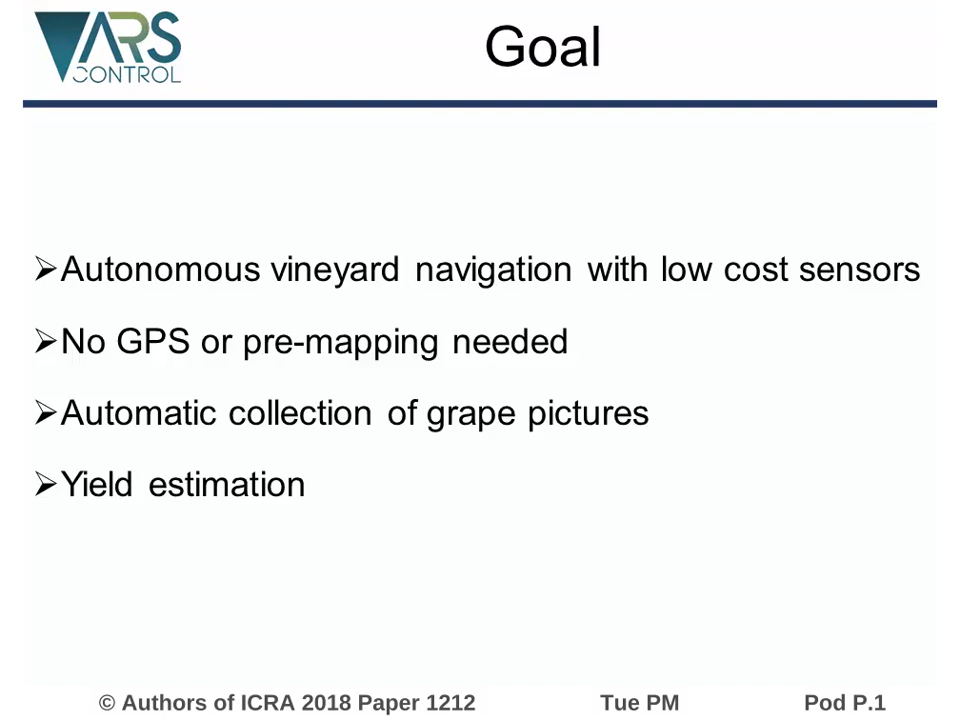 ARS
CONTROL
Goal
➢Autonomous vineyard navigation with low cost sensors
➢No GPS or pre-mapping needed
➢Automatic collection of grape pictures
➢Yield estimation
© Authors of ICRA 2018 Paper 1212 Tue PM Pod P.1